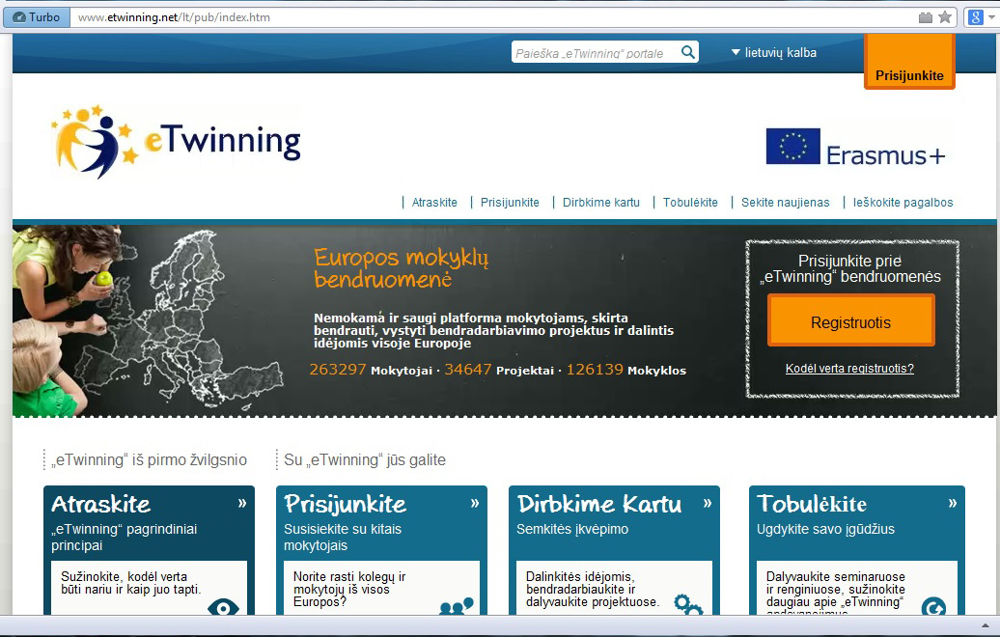 Turbo
www.etwinning.net/lt/pub/index.htm
Paieška „eTwinning“ portale
lietuvių kalba
Prisijunkite
eTwinning
Erasmus+
Atraskite
Prisijunkite
Dirbkime kartu
Tobulėkite
Sekite naujienas
Ieškokite pagalbos
Europos mokyklų
bendruomenė
Nemokama ir saugi platforma mokytojams, skirta
bendrauti, vystyti bendradarbiavimo projektus ir dalintis
idėjomis visoje Europoje
263297 Mokytojai · 34647 Projektai · 126139 Mokyklos
Prisijunkite prie
„eTwinning“ bendruomenės
Registruotis
Kodėl verta registruotis?
„eTwinning“ iš pirmo žvilgsnio
Su „eTwinning“ jūs galite
Atraskite »
„eTwinning“ pagrindiniai
principai
Sužinokite, kodėl verta
būti nariu ir kaip juo tapti.
Prisijunkite »
Susisiekite su kitais
mokytojais
Norite rasti kolegų ir
mokytojų iš visos
Europos?
Dirbkime Kartu »
Semkitės įkvėpimo
Dalinkitės idėjomis,
bendradarbiaukite ir
dalyvaukite projektuose.
Tobulėkite »
Ugdykite savo įgūdžius
Dalyvaukite seminaruose
ir renginiuose, sužinokite
daugiau apie „eTwinning“